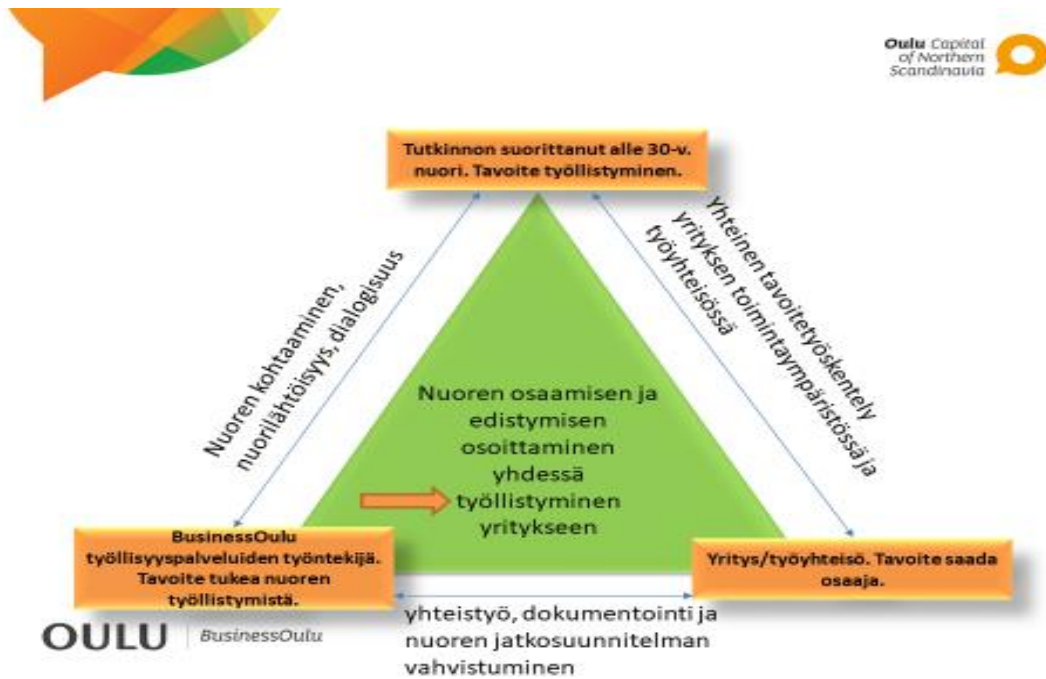 Oulu Capital
of Northern
Scandinavia
Tutkinnon suorittanut alle 30-v.
nuori. Tavoite työllistyminen.
Nuoren kohtaaminen,
nuorilähtöisyys, dialogisuus
Yhteinen tavoitetyöskentely
yrityksen toimintaympäristössä ja
työyhteisössä
Nuoren osaamisen ja
edistymisen
osoittaminen
yhdessä
työllistyminen
yritykseen
BusinessOulu
työllisyyspalveluiden työntekijä.
Tavoite tukea nuoren
työllistymistä.
Yritys/työyhteisö. Tavoite saada
osaaja.
yhteistyö, dokumentointi ja
nuoren jatkosuunnitelman
vahvistuminen
OULU BusinessOulu